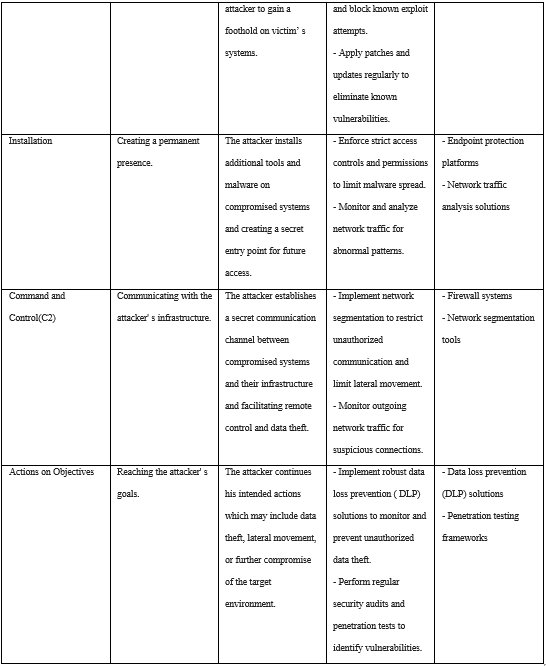 attacker to gain a
foothold on victim’ s
systems.
and block known exploit
attempts.
- Apply patches and
updates regularly to
eliminate known
vulnerabilities.
Installation
Creating a permanent
presence.
The attacker installs
additional tools and
malware on
compromised systems
and creating a secret
entry point for future
access.
- Enforce strict access
controls and permissions
to limit malware spread.
- Monitor and analyze
network traffic for
abnormal patterns.
- Endpoint protection
platforms
- Network traffic
analysis solutions
Command and
Control(C2)
Communicating with the
attacker' s infrastructure.
The attacker establishes
a secret communication
channel between
compromised systems
and their infrastructure
and facilitating remote
control and data theft.
- Implement network
segmentation to restrict
unauthorized
communication and
limit lateral movement.
- Monitor outgoing
network traffic for
suspicious connections.
- Firewall systems
- Network segmentation
tools
Actions on Objectives
Reaching the attacker' s
goals.
The attacker continues
his intended actions
which may include data
theft, lateral movement,
or further compromise
of the target
environment.
- Implement robust data
loss prevention ( DLP)
solutions to monitor and
prevent unauthorized
data theft.
- Perform regular
security audits and
penetration tests to
identify vulnerabilities.
- Data loss prevention
(DLP) solutions
- Penetration testing
frameworks